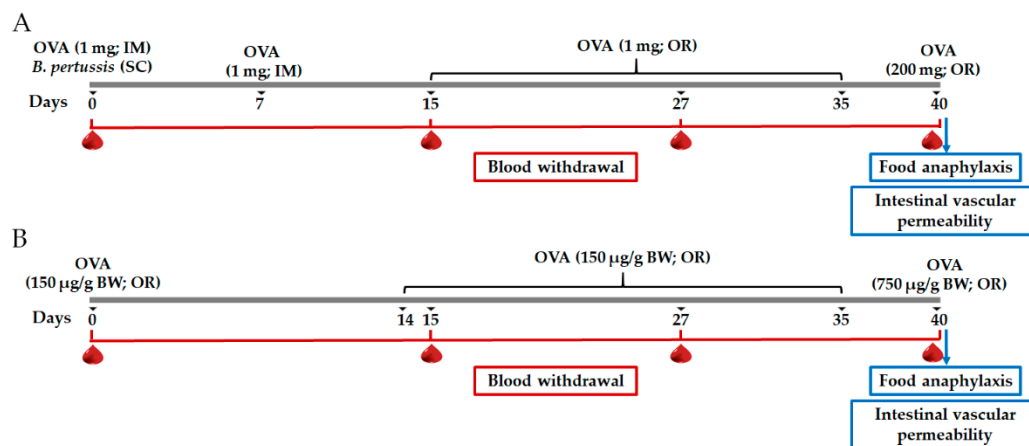 A
OVA (1 mg; IM)
B. pertussis (SC)
OVA
(1 mg; IM)
OVA (1 mg; OR)
OVA
(200 mg; OR)
Days 0 7 15 27 35 40
Blood withdrawal
Food anaphylaxis
Intestinal vascular
permeability
B
OVA
(150 µg/g BW; OR)
OVA (150 µg/g BW; OR)
OVA
(750 µg/g BW; OR)
Days 0 14 15 27 35 40
Blood withdrawal
Food anaphylaxis
Intestinal vascular
permeability